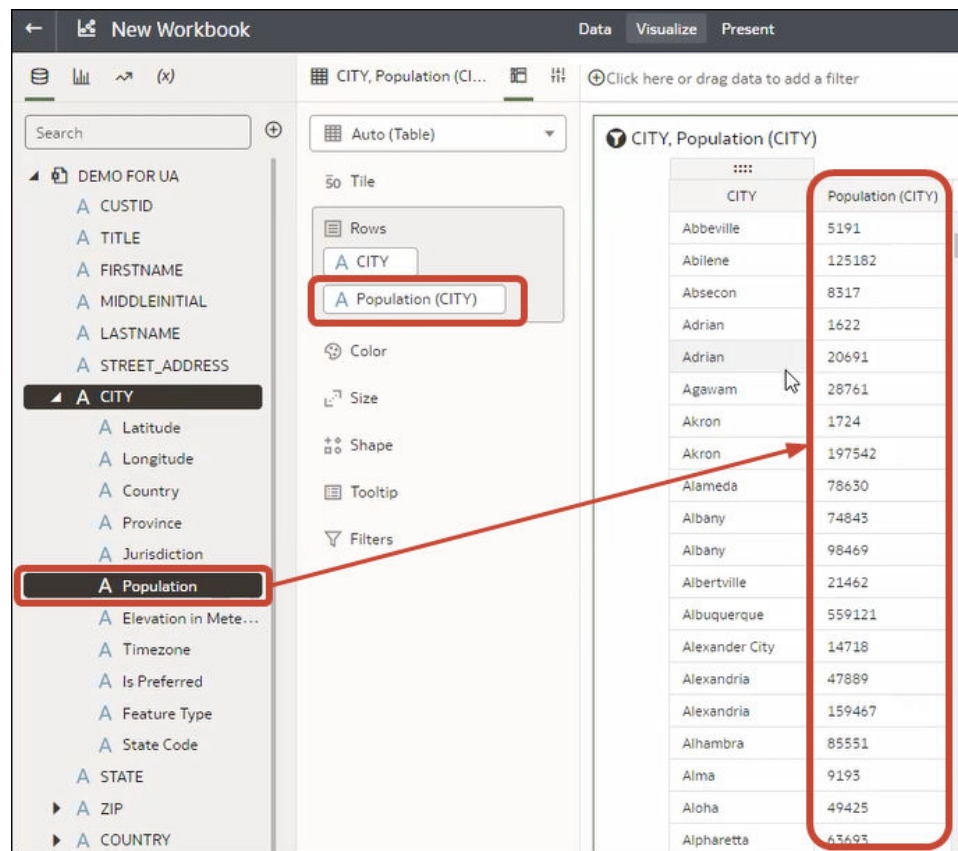 New Workbook
Data Visualize Present
CITY, Population (CI...
Click here or drag data to add a filter
Search
DEMO FOR UA
CUSTID
TITLE
FIRSTNAME
MIDDLEINITIAL
LASTNAME
STREET_ADDRESS
CITY
Latitude
Longitude
Country
Province
Jurisdiction
Population
Elevation in Mete...
Timezone
Is Preferred
Feature Type
State Code
STATE
ZIP
COUNTRY
Auto (Table)
Tile
Rows
CITY
Population (CITY)
Color
Size
Shape
Tooltip
Filters
CITY, Population (CITY)
CITY Population (CITY)
Abbeville 5191
Abilene 125182
Absecon 8317
Adrian 1622
Adrian 20691
Agawam 28761
Akron 1724
Akron 197542
Alameda 78630
Albany 74843
Albany 98469
Albertville 21462
Albuquerque 559121
Alexander City 14718
Alexandria 47889
Alexandria 159467
Alhambra 85551
Alma 9193
Aloha 49425
Alpharetta 63693